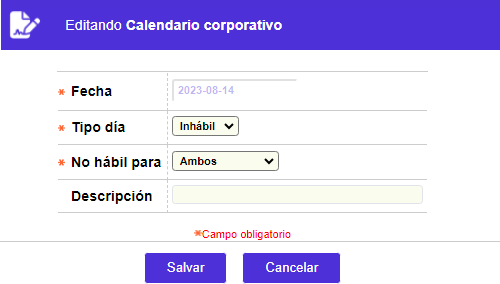 Editando Calendario corporativo
* Fecha 2023-08-14
* Tipo día Inhábil
* No hábil para Ambos
Descripción
*Campo obligatorio
Salvar Cancelar